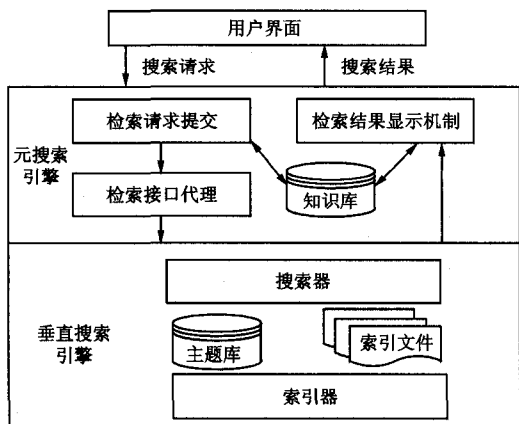 用户界面
搜索请求
搜索结果
检索请求提交
检索结果显示机制
元搜索
引擎
检索接口代理
知识库
搜索器
垂直搜索
引擎
主题库
索引文件
索引器